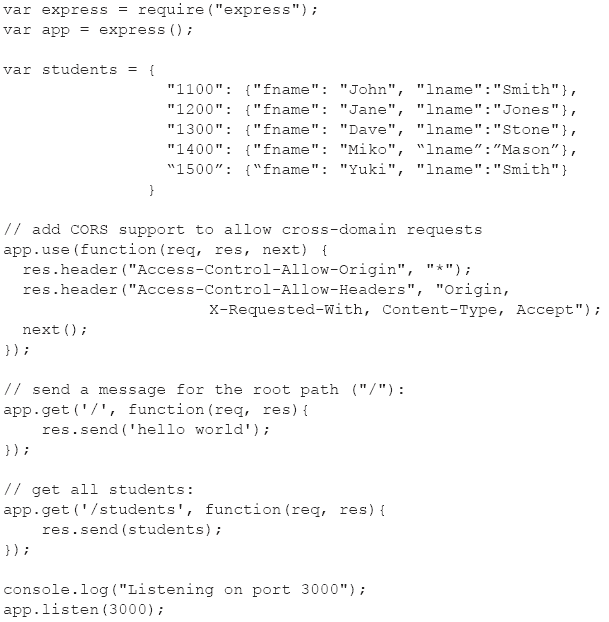 var express = require("express");
var app = express();
var students = {
"1100": {"fname": "John", "lname":"Smith"},
"1200": {"fname": "Jane", "lname":"Jones"},
"1300": {"fname": "Dave", "lname":"Stone"},
"1400": {"fname": "Miko", “lname”:”Mason”},
“1500”: {“fname": "Yuki", "lname":"Smith"}
}
// add CORS support to allow cross-domain requests
app.use(function(req, res, next) {
res.header("Access-Control-Allow-Origin", "*");
res.header("Access-Control-Allow-Headers", "Origin,
X-Requested-With, Content-Type, Accept");
next();
});
// send a message for the root path ("/"):
app.get('/', function(req, res){
res.send('hello world');
});
// get all students:
app.get('/students', function(req, res){
res.send(students);
});
console.log("Listening on port 3000");
app.listen(3000);